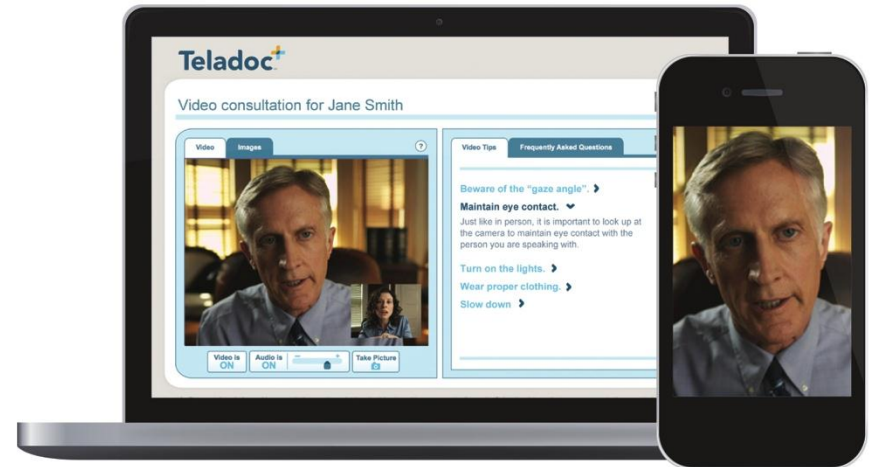 Teladoc
Video consultation for Jane Smith
Video
Images
?
Video is
ON
Audio is
ON
- +
Take Picture
Video Tips
Frequently Asked Questions
Beware of the “gaze angle”.
Maintain eye contact.
Just like in person, it is important to look up at
the camera to maintain eye contact with the
person you are speaking with.
Turn on the lights.
Wear proper clothing.
Slow down